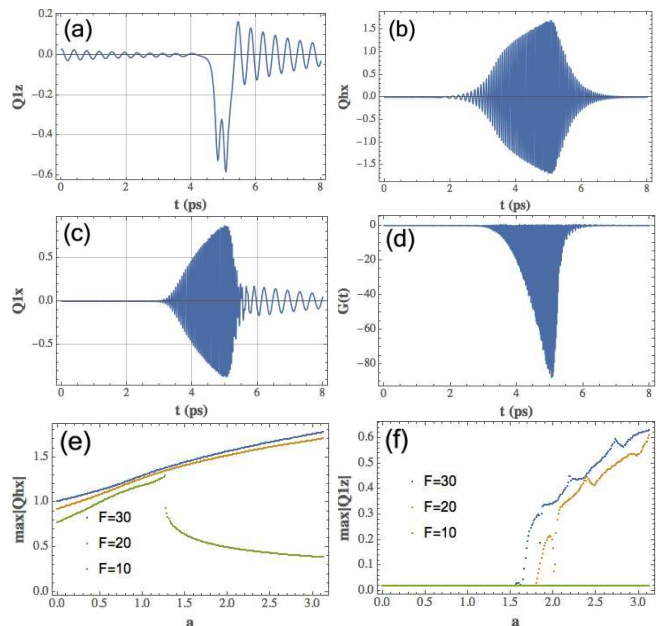 (a)
0.2
0.0
-0.2
-0.4
-0.6
Q1z
0
2
4
6
8
t (ps)
(b)
1.5
1.0
0.5
0.0
-0.5
-1.0
-1.5
Qhx
0
2
4
6
8
t (ps)
(c)
0.5
0.0
-0.5
Q1x
0
2
4
6
8
t (ps)
(d)
0
-20
-40
-60
-80
G(t)
0
2
4
6
8
t (ps)
(e)
1.5
1.0
0.5
0.0
max|Qhx|
F=30
F=20
F=10
0.0 0.5 1.0 1.5 2.0 2.5 3.0
a
(f)
0.6
0.5
0.4
0.3
0.2
0.1
0.0
max|Q1z|
F=30
F=20
F=10
0.0 0.5 1.0 1.5 2.0 2.5 3.0
a